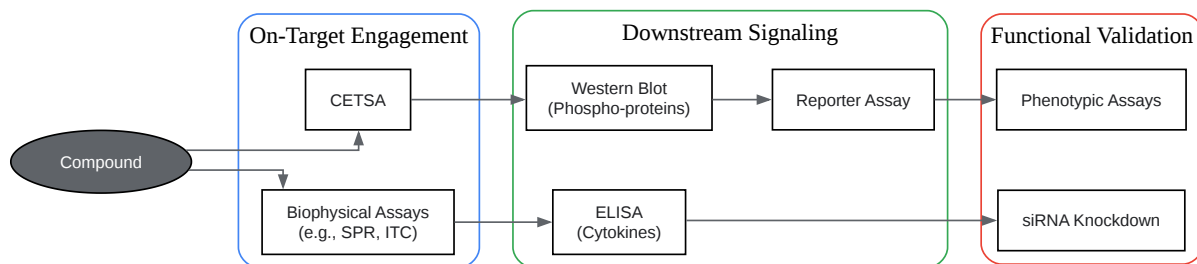 On-Target Engagement
Downstream Signaling
Functional Validation
CETSA
Western Blot
(Phospho-proteins)
Reporter Assay
Phenotypic Assays
Compound
Biophysical Assays
(e.g., SPR, ITC)
ELISA
(Cytokines)
siRNA Knockdown